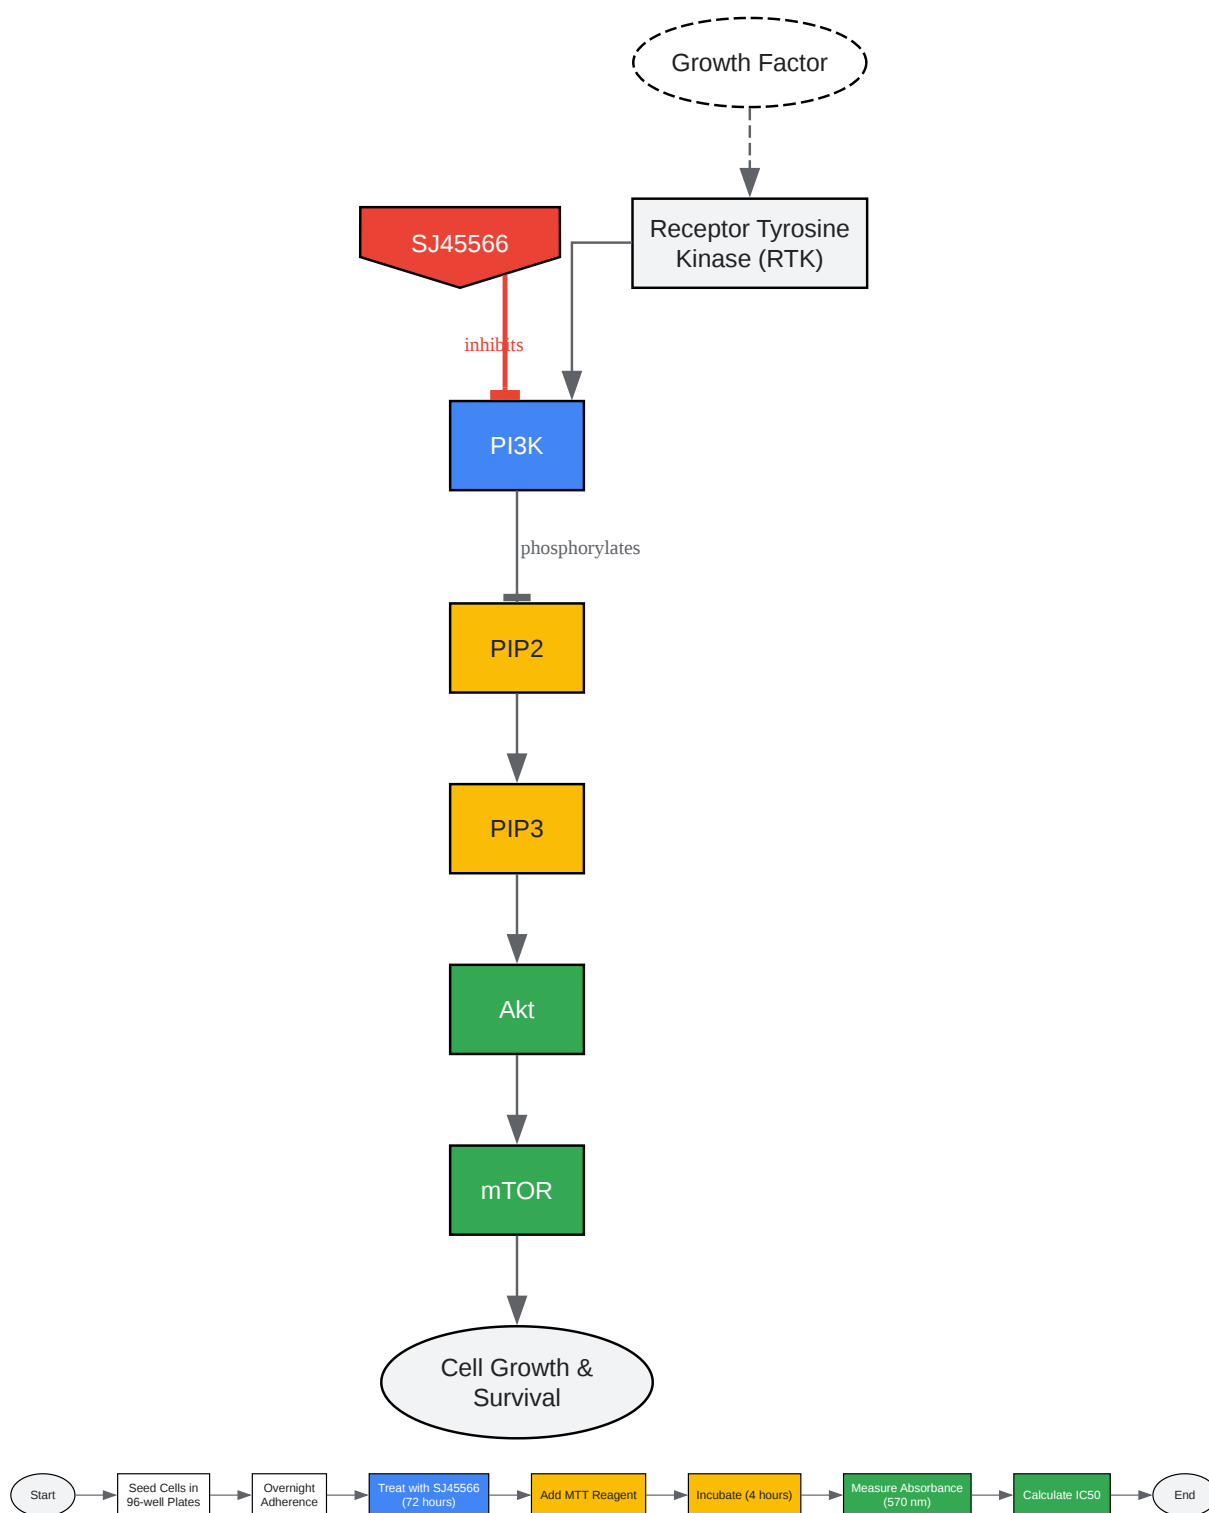 Growth Factor
SJ45566
Receptor Tyrosine
Kinase (RTK)
inhibits
PI3K
phosphorylates
PIP2
PIP3
Akt
mTOR
Cell Growth &
Survival
Start
Seed Cells in
96-well Plates
Overnight
Adherence
Treat with SJ45566
(72 hours)
Add MTT Reagent
Incubate (4 hours)
Measure Absorbance
(570 nm)
Calculate IC50
End